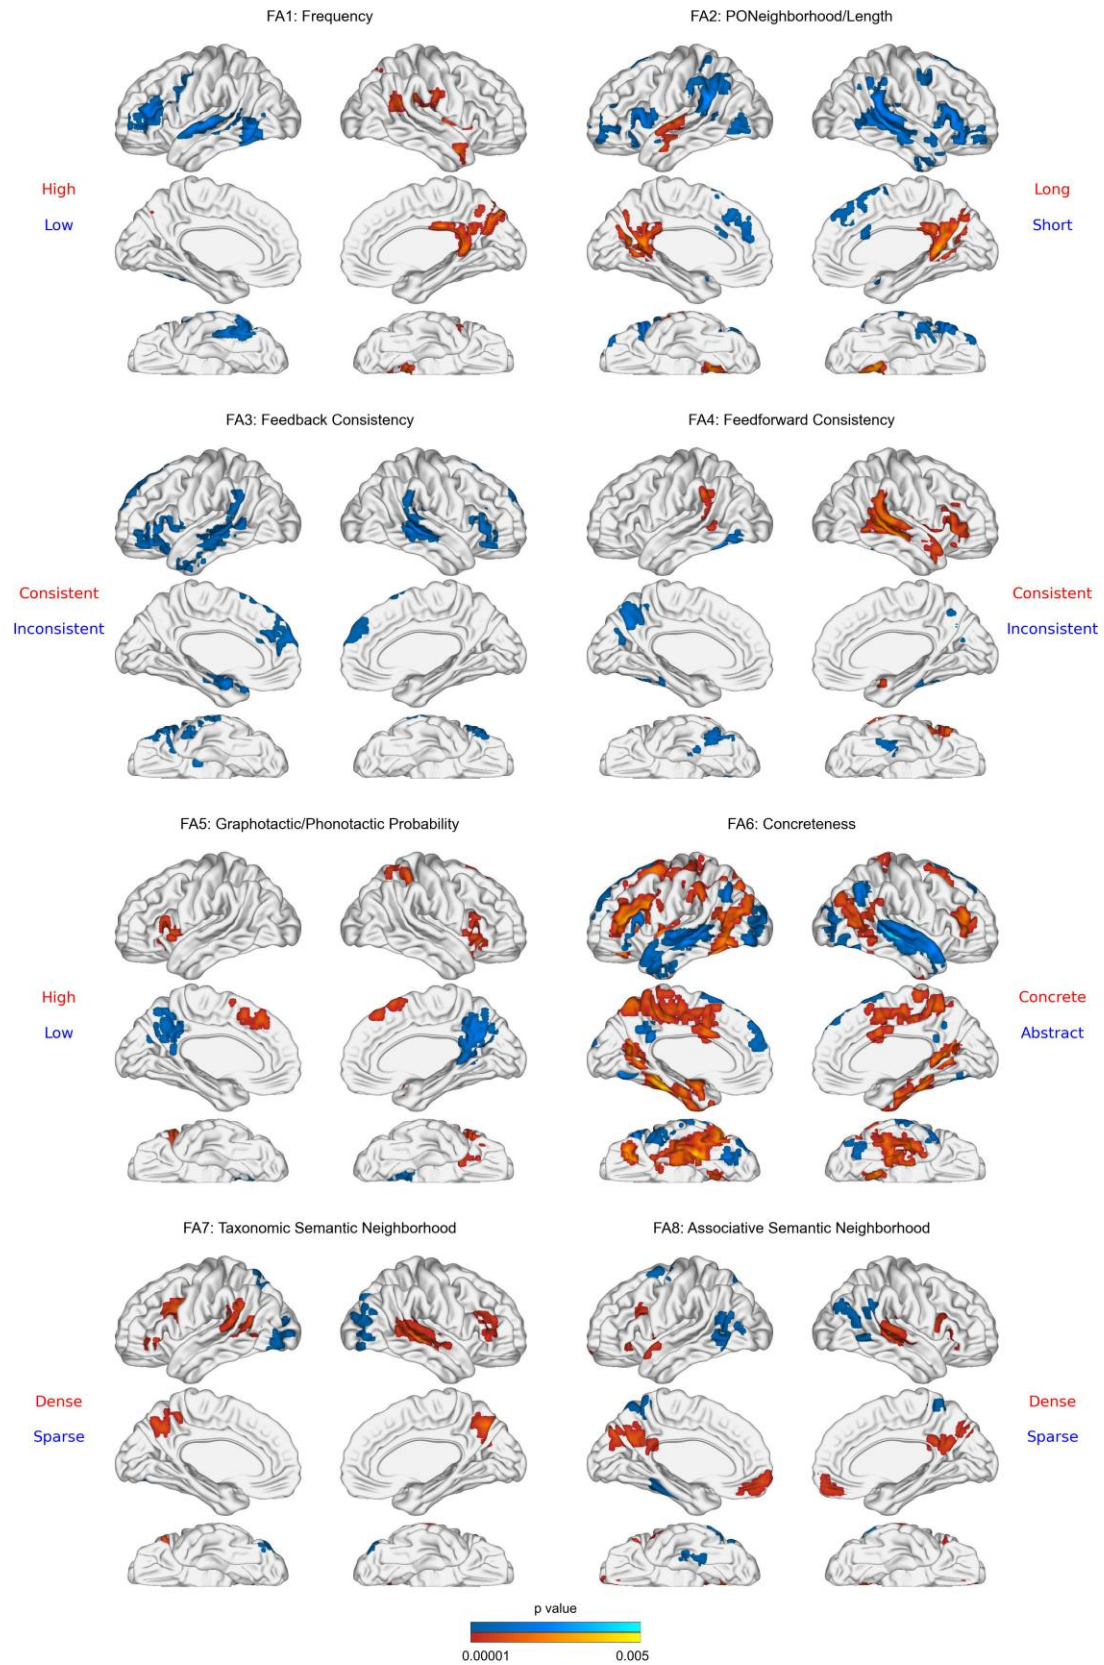 FA1: Frequency
FA2: PONeighborhood/Length
High
Low
Long
Short
FA3: Feedback Consistency
FA4: Feedforward Consistency
Consistent
Inconsistent
Consistent
Inconsistent
FA5: Graphotactic/Phonotactic Probability
FA6: Concreteness
High
Low
Concrete
Abstract
FA7: Taxonomic Semantic Neighborhood
FA8: Associative Semantic Neighborhood
Dense
Sparse
Dense
Sparse
p value
0.00001
0.005